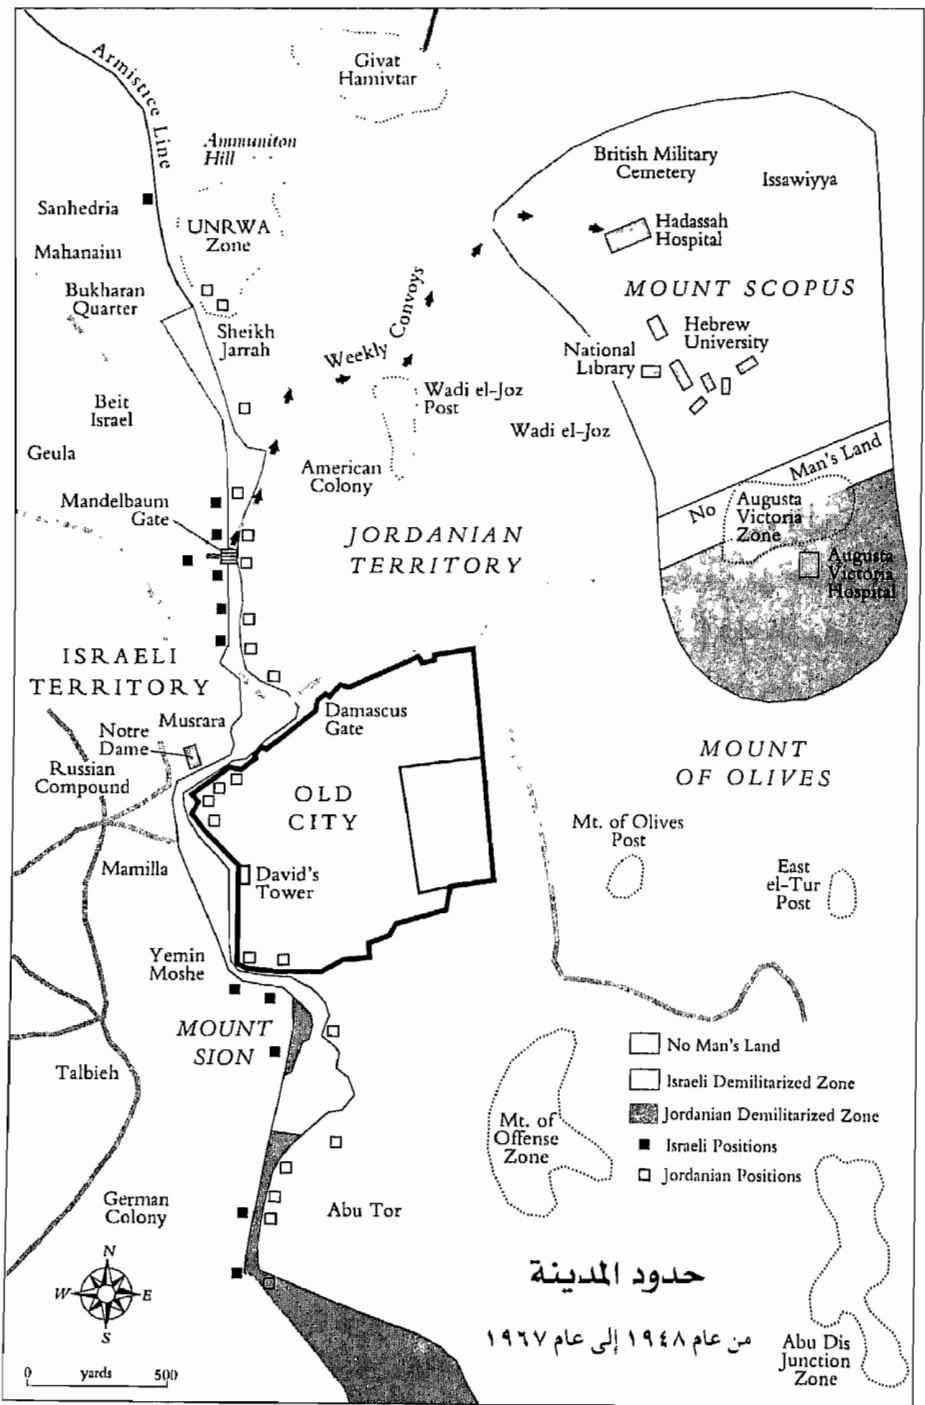 Givat
Hamivtar
Armistice Line
Ammuniton
Hill
British Military
Cemetery
Issawiyya
Sanhedria
UNRWA
Zone
Hadassah
Hospital
Mahanaim
Bukharan
Quarter
MOUNT SCOPUS
Sheikh
Jarrah
Weekly Convoys
Hebrew
University
National
Library
Wadi el-Joz
Post
Beit
Israel
Wadi el-Joz
Geula
American
Colony
No Man's Land
Mandelbaum
Gate
Augusta
Victoria
Zone
JORDANIAN
TERRITORY
Augusta
Victoria
Hospital
ISRAELI
TERRITORY
Musrara
Damascus
Gate
Notre
Dame
Russian
Compound
MOUNT
OF OLIVES
OLD
CITY
Mt. of Olives
Post
Mamilla
David's
Tower
East
el-Tur
Post
Yemin
Moshe
MOUNT
SION
No Man's Land
Israeli Demilitarized Zone
Jordanian Demilitarized Zone
Israeli Positions
Jordanian Positions
Talbieh
Mt. of
Offense
Zone
German
Colony
Abu Tor
N
W E
S
حدود المدينة
من عام ١٩٤٨ إلى عام ١٩٦٧
Abu Dis
Junction
Zone
0 yards 500